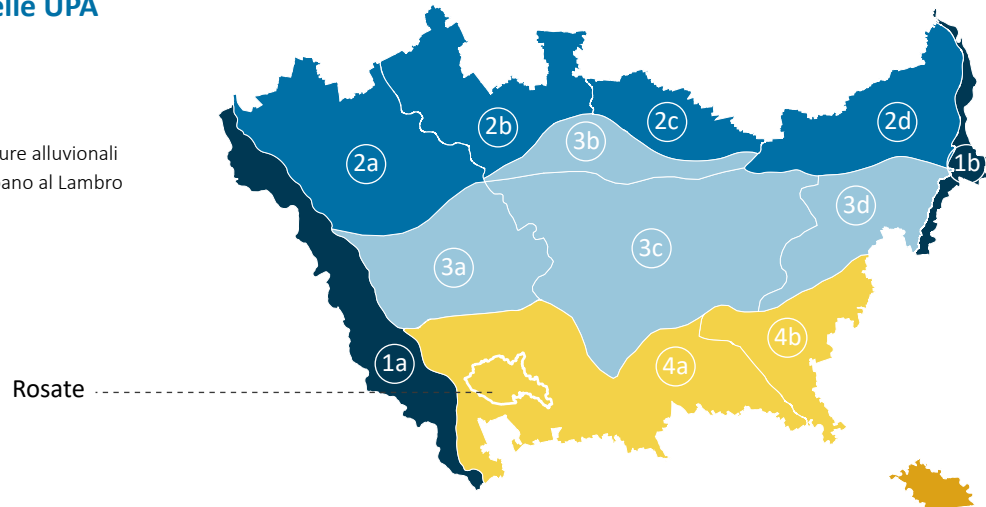 elle UPA
ure alluvionali
pano al Lambro
2a
2b
3b
2c
2d
1b
3a
3c
3d
1a
4a
4b
Rosate